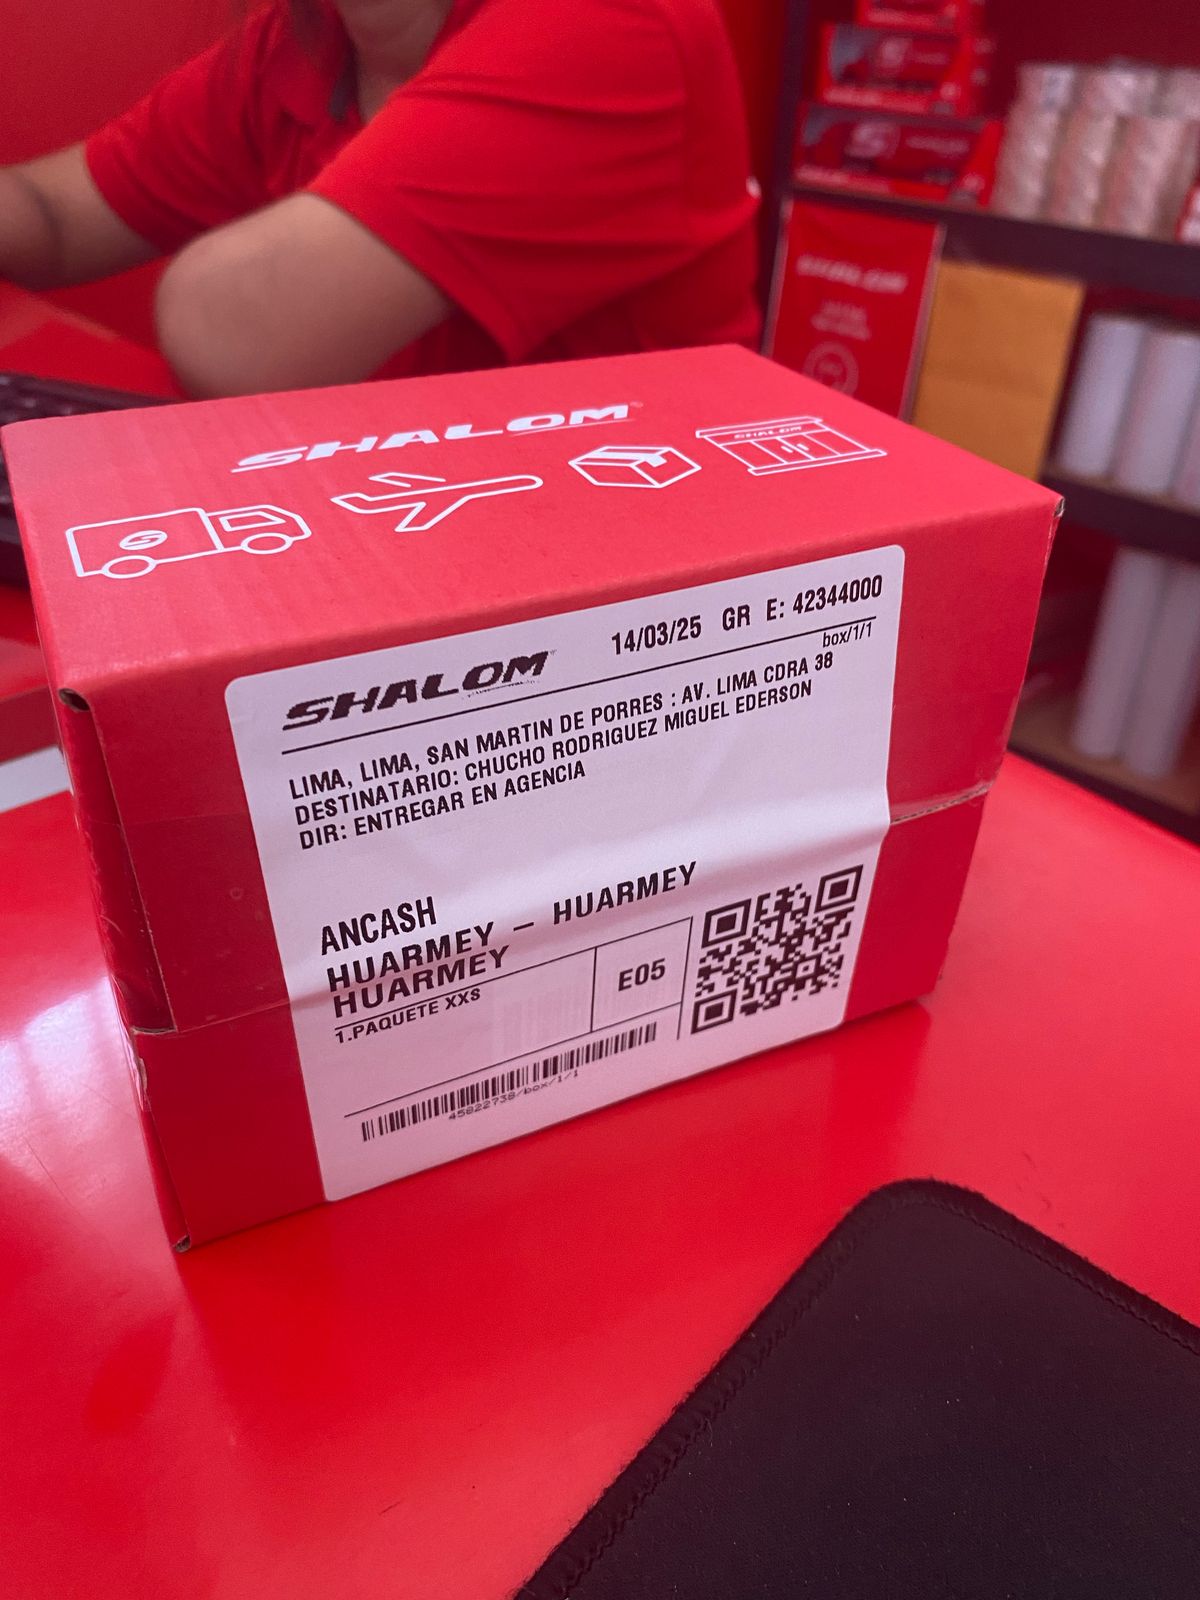 SHALOM
SHALOM
SHALOM
SHALOM
14/03/25 GR E: 42344000
box/1/1
LIMA, LIMA, SAN MARTIN DE PORRES : AV. LIMA CDRA 38
DESTINATARIO: CHUCHO RODRIGUEZ MIGUEL EDERSON
DIR: ENTREGAR EN AGENCIA
ANCASH
HUARMEY - HUARMEY
HUARMEY
1.PAQUETE XXS
E05
45822738/box/1/1